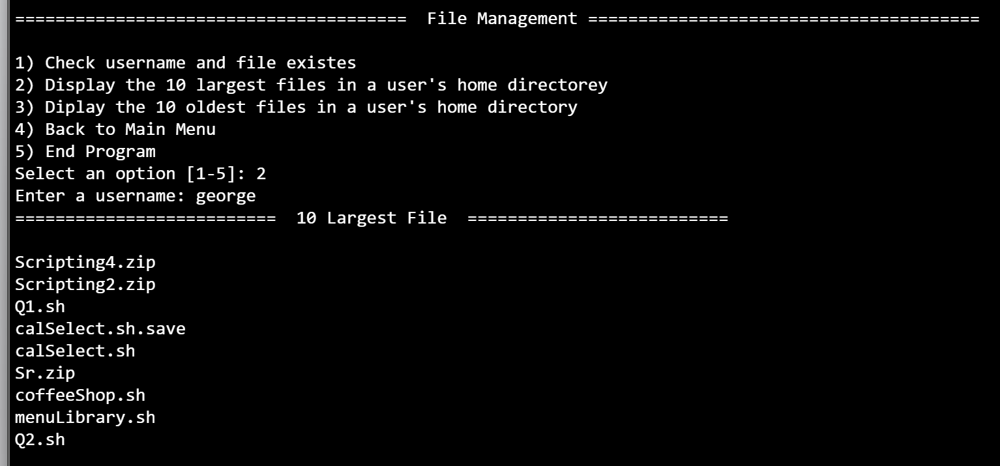 =======================================  File Management =======================================
1) Check username and file existes
2) Display the 10 largest files in a user's home directorey
3) Diplay the 10 oldest files in a user's home directory
4) Back to Main Menu
5) End Program
Select an option [1-5]: 2
Enter a username: george
==========================  10 Largest File  ==========================
Scripting4.zip
Scripting2.zip
Q1.sh
calSelect.sh.save
calSelect.sh
Sr.zip
coffeeShop.sh
menuLibrary.sh
Q2.sh